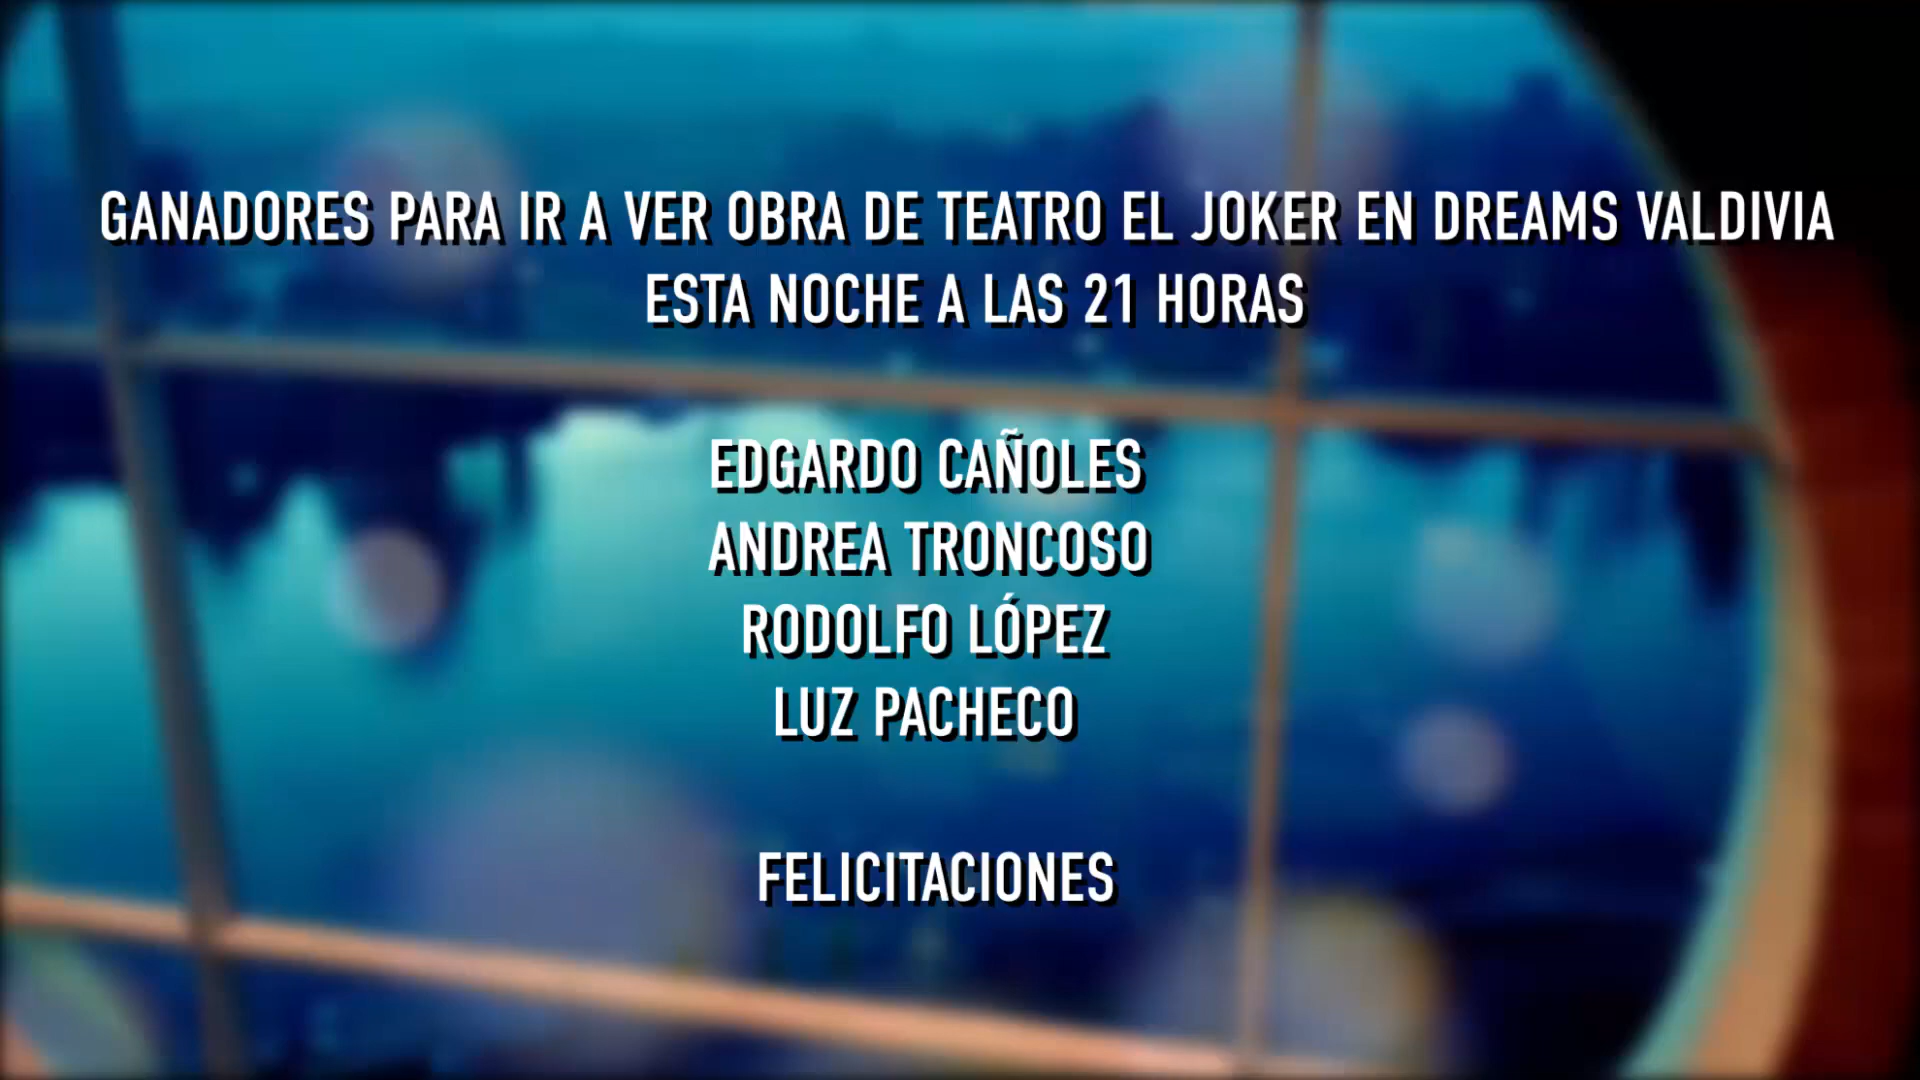 GANADORES PARA IR A VER OBRA DE TEATRO EL JOKER EN DREAMS VALDIVIA
ESTA NOCHE A LAS 21 HORAS
EDGARDO CAÑOLES
ANDREA TRONCOSO
RODOLFO LÓPEZ
LUZ PACHECO
FELICITACIONES